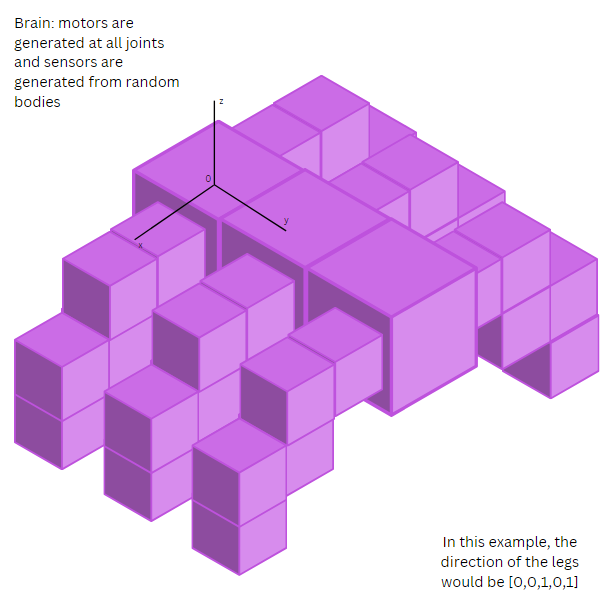 Brain: motors are
generated at all joints
and sensors are
generated from random
bodies
z
0
y
x
In this example, the
direction of the legs
would be [0,0,1,0,1]